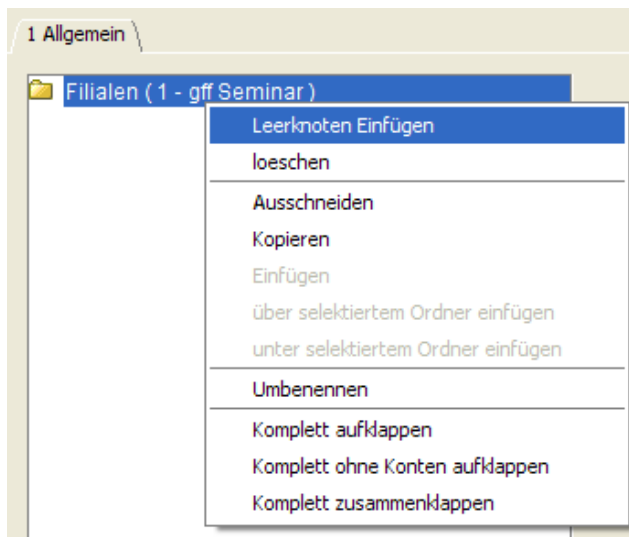 1 Allgemein
Filialen ( 1 - gff Seminar )
Leerknoten Einfügen
loeschen
Ausschneiden
Kopieren
Einfügen
über selektiertem Ordner einfügen
unter selektiertem Ordner einfügen
Umbenennen
Komplett aufklappen
Komplett ohne Konten aufklappen
Komplett zusammenklappen